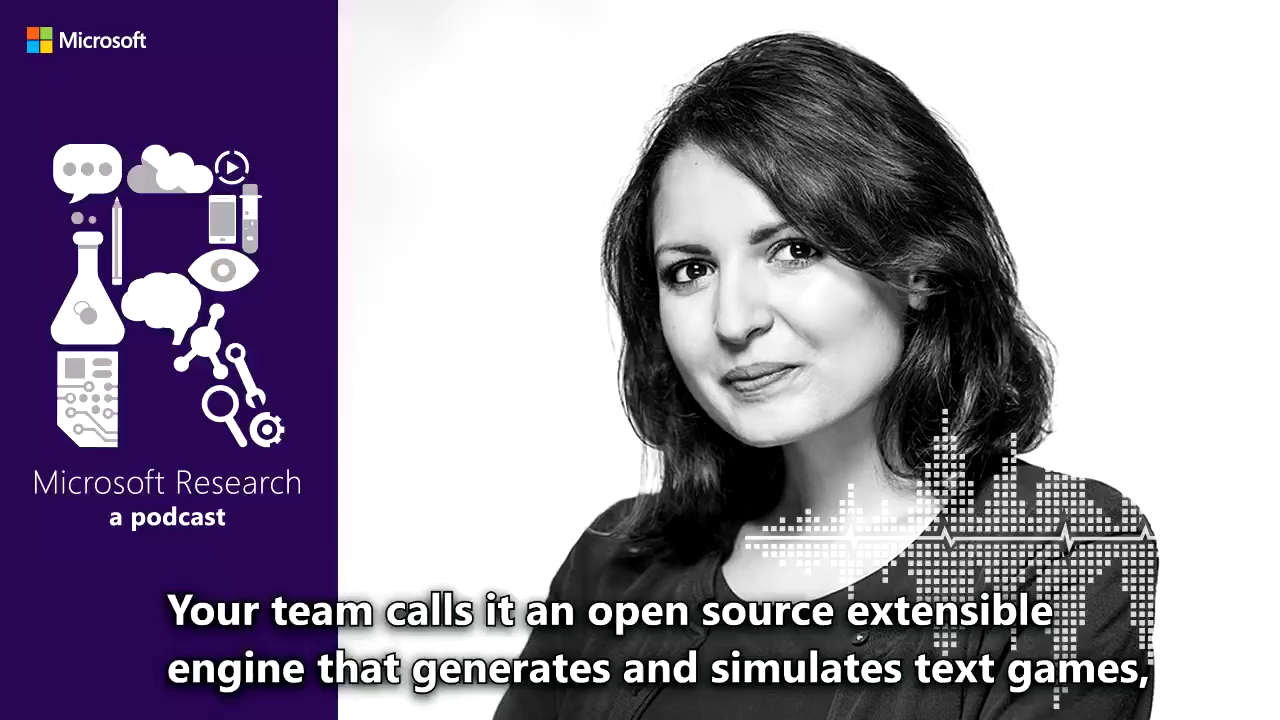 Microsoft
Microsoft Research
a podcast
Your team calls it an open source extensible
engine that generates and simulates text games,